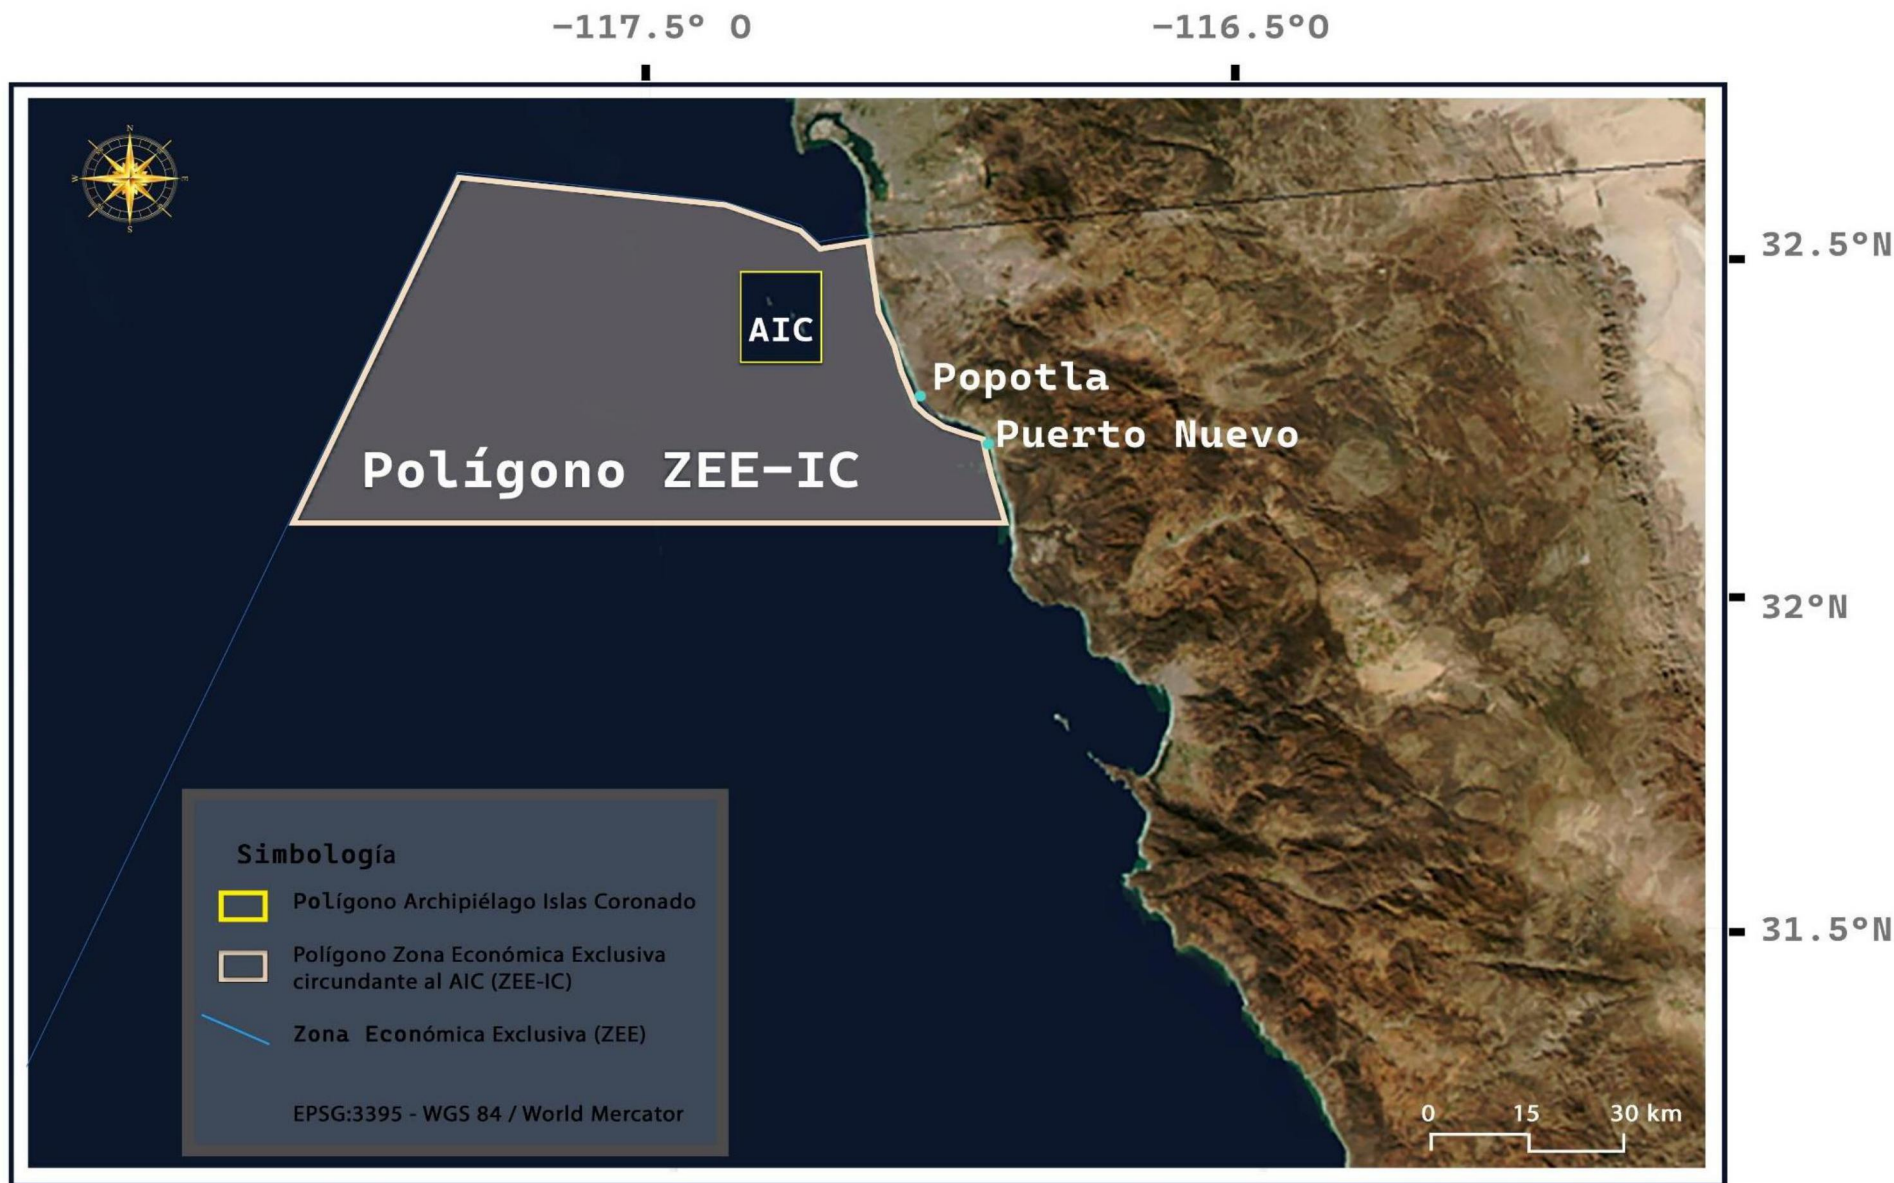 −117.5° O
−116.5°O
N
W
E
S
32.5°N
AIC
Popotla
Puerto Nuevo
Polígono ZEE−IC
32°N
Simbología
Polígono Archipiélago Islas Coronado
31.5°N
Polígono Zona Económica Exclusiva
circundante al AIC (ZEE-IC)
Zona Económica Exclusiva (ZEE)
EPSG:3395 - WGS 84 / World Mercator
0 15 30 km